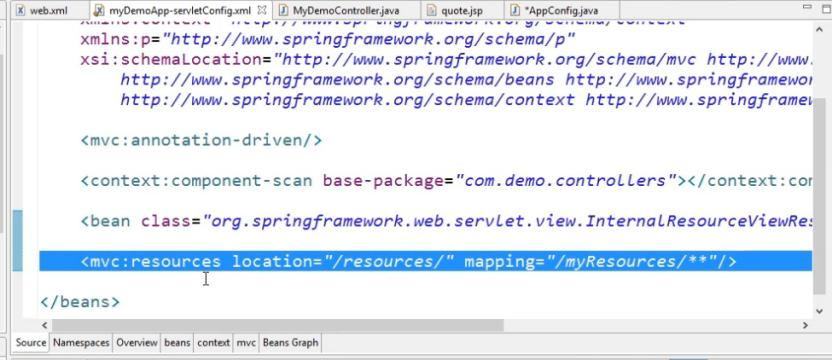 web.xml myDemoApp-servletConfig.xml MyDemoController.java quote.jsp *AppConfig.java
xmlns:context="http://www.springframework.org/schema/context"
xmlns:p="http://www.springframework.org/schema/p"
xsi:schemaLocation="http://www.springframework.org/schema/mvc http://www.
http://www.springframework.org/schema/beans http://www.springframewor
http://www.springframework.org/schema/context http://www.springframew
<mvc:annotation-driven/>
<context:component-scan base-package="com.demo.controllers"></context:con
<bean class="org.springframework.web.servlet.view.InternalResourceViewRes
<mvc:resources location="/resources/" mapping="/myResources/**"/>
</beans>
Source Namespaces Overview beans context mvc Beans Graph